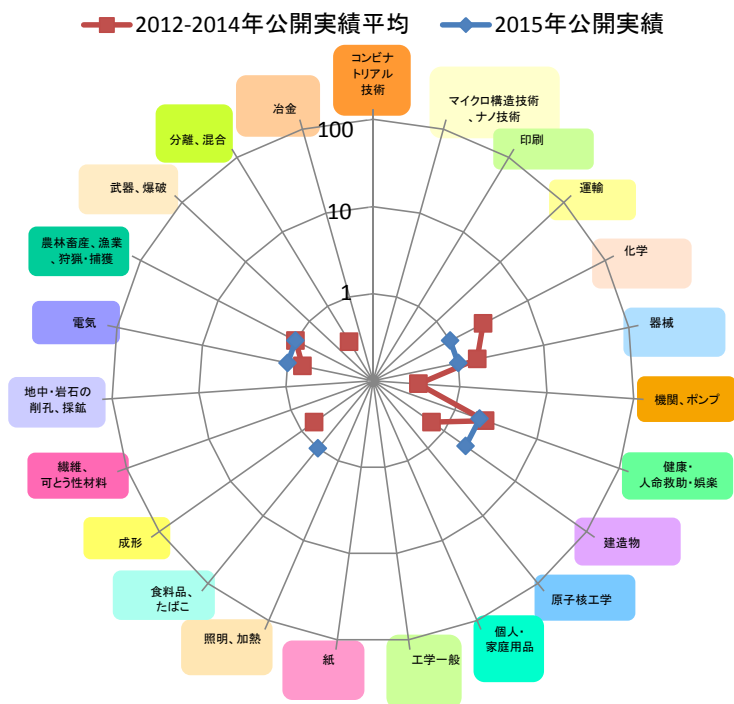 2012-2014年公開実績平均
2015年公開実績
コンビナ
トリアル
技術
マイクロ構造技術
、ナノ技術
印刷
運輸
化学
器械
機関、ポンプ
健康・
人命救助・娯楽
建造物
原子核工学
個人・
家庭用品
工学一般
紙
照明、加熱
食料品、
たばこ
成形
繊維、
可とう性材料
地中・岩石の
削孔、採鉱
電気
農林畜産、漁業
、狩猟・捕獲
武器、爆破
分離、混合
冶金
100
10
1